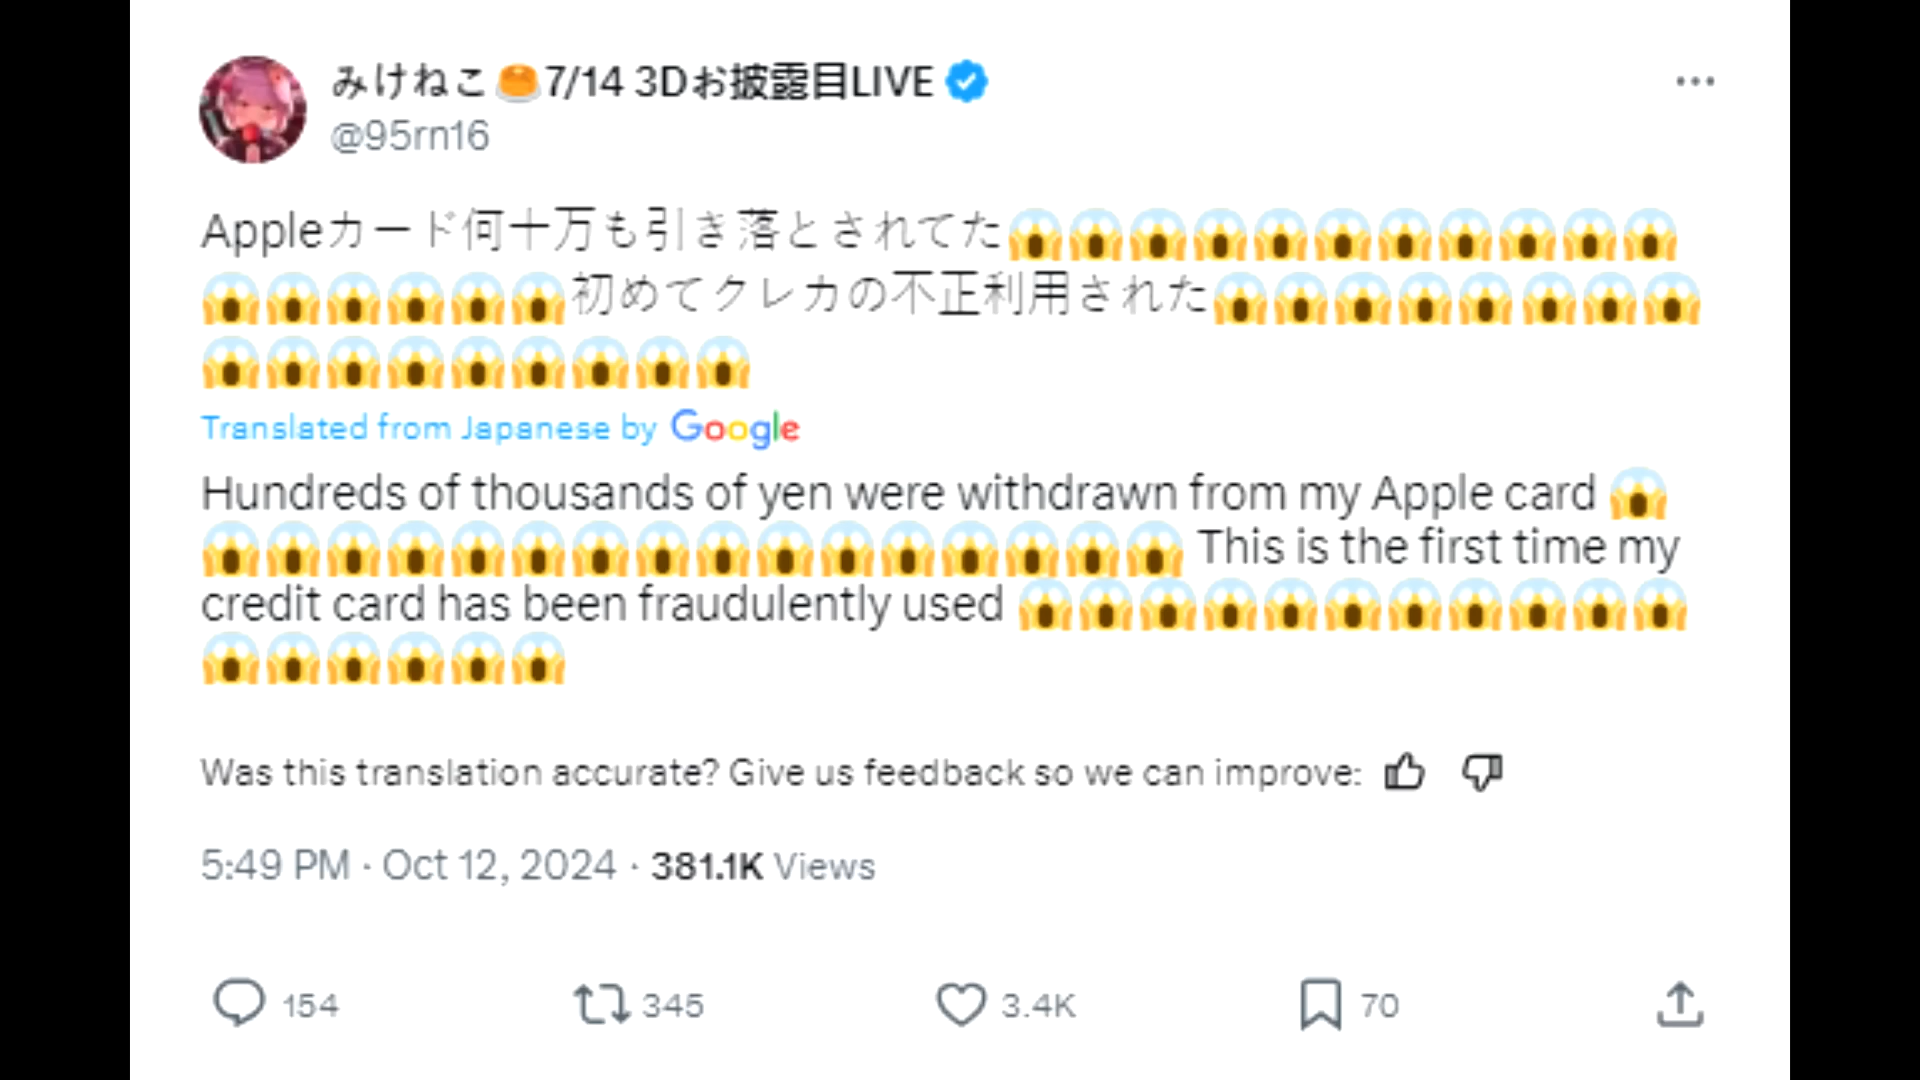 みけねこ🍮7/14 3Dお披露目LIVE
@95rn16
Appleカード何十万も引き落とされてた😱😱😱😱😱😱😱😱😱😱😱
😱😱😱😱😱😱初めてクレカの不正利用された😱😱😱😱😱😱😱😱
😱😱😱😱😱😱😱😱😱
Translated from Japanese by Google
Hundreds of thousands of yen were withdrawn from my Apple card 😱
😱😱😱😱😱😱😱😱😱😱😱😱😱😱😱😱 This is the first time my
credit card has been fraudulently used 😱😱😱😱😱😱😱😱😱😱😱
😱😱😱😱😱😱
Was this translation accurate? Give us feedback so we can improve:
5:49 PM · Oct 12, 2024 · 381.1K Views
154 345 3.4K 70